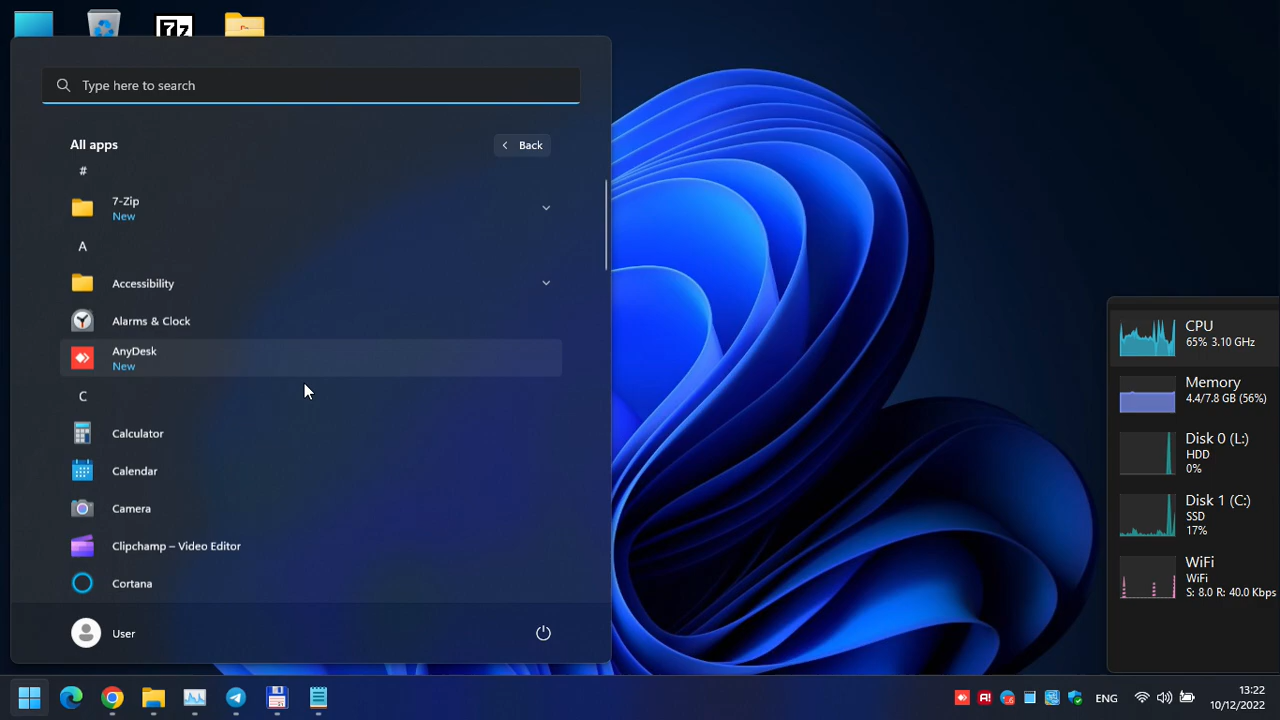 7z
Type here to search
All apps
Back
#
7-Zip
New
A
Accessibility
Alarms & Clock
AnyDesk
New
C
Calculator
Calendar
Camera
Clipchamp – Video Editor
Cortana
User
CPU
65% 3.10 GHz
Memory
4.4/7.8 GB (56%)
Disk 0 (L:)
HDD
0%
Disk 1 (C:)
SSD
17%
WiFi
WiFi
S: 8.0 R: 40.0 Kbps
ENG
13:22
10/12/2022